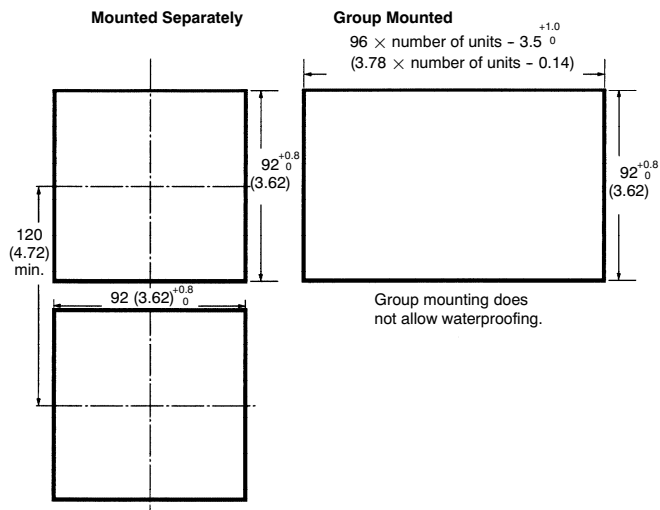 Mounted Separately
Group Mounted
96 × number of units – 3.5 +1.0 0
(3.78 × number of units – 0.14)
92 +0.8 0
(3.62)
120
(4.72)
min.
92 (3.62) +0.8 0
92 +0.8 0
(3.62)
Group mounting does
not allow waterproofing.